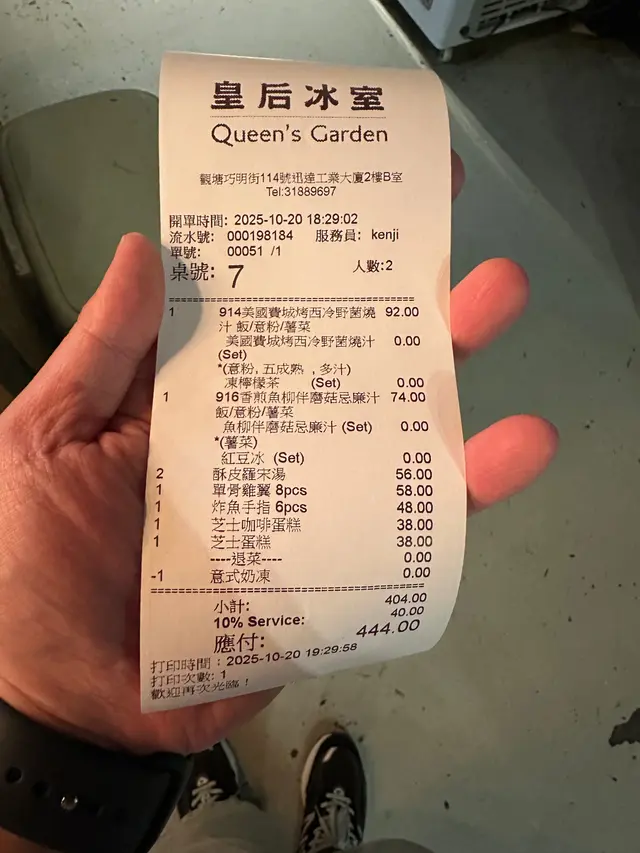 皇后冰室
Queen's Garden
觀塘巧明街114號迅達工業大廈2樓B室
Tel:31889697
開單時間: 2025-10-20 18:29:02
流水號: 000198184 服務員: kenji
單號: 00051 /1
桌號: 7 人數:2
1 914美國費城烤西冷野菌燒 92.00
汁 飯/意粉/薯菜
美國費城烤西冷野菌燒汁 0.00
(Set)
*(意粉, 五成熟 , 多汁)
凍檸檬茶 (Set) 0.00
1 916香煎魚柳伴蘑菇忌廉汁 74.00
飯/意粉/薯菜
魚柳伴蘑菇忌廉汁 (Set) 0.00
*(薯菜)
紅豆冰 (Set) 0.00
2 酥皮羅宋湯 56.00
1 單骨雞翼 8pcs 58.00
1 炸魚手指 6pcs 48.00
1 芝士咖啡蛋糕 38.00
1 芝士蛋糕 38.00
----退菜---- 0.00
-1 意式奶凍 0.00
小計: 404.00
10% Service: 40.00
應付: 444.00
打印時間：2025-10-20 19:29:58
打印次數: 1
歡迎再次光臨！